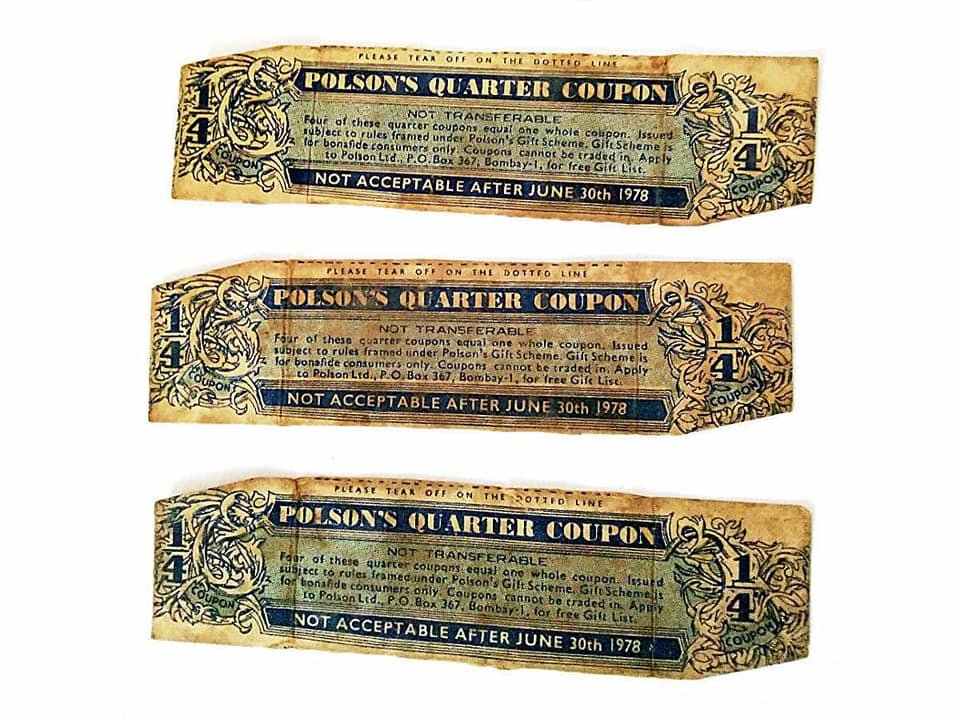 PLEASE TEAR OFF ON THE DOTTED LINE
POLSON'S QUARTER COUPON
NOT TRANSFERABLE
Four of these quarter coupons equal one whole coupon. Issued
subject to rules framed under Polson's Gift Scheme. Gift Scheme is
for bonafide consumers only. Coupons cannot be traded in. Apply
to Polson Ltd., P.O. Box 367, Bombay-1, for free Gift List.
NOT ACCEPTABLE AFTER JUNE 30th 1978
1/4
COUPON
1/4
COUPON
PLEASE TEAR OFF ON THE DOTTED LINE
POLSON'S QUARTER COUPON
NOT TRANSFERABLE
Four of these quarter coupons equal one whole coupon. Issued
subject to rules framed under Polson's Gift Scheme. Gift Scheme is
for bonafide consumers only. Coupons cannot be traded in. Apply
to Polson Ltd., P.O. Box 367, Bombay-1, for free Gift List.
NOT ACCEPTABLE AFTER JUNE 30th 1978
1/4
COUPON
1/4
COUPON
PLEASE TEAR OFF ON THE DOTTED LINE
POLSON'S QUARTER COUPON
NOT TRANSFERABLE
Four of these quarter coupons equal one whole coupon. Issued
subject to rules framed under Polson's Gift Scheme. Gift Scheme is
for bonafide consumers only. Coupons cannot be traded in. Apply
to Polson Ltd., P.O. Box 367, Bombay-1, for free Gift List.
NOT ACCEPTABLE AFTER JUNE 30th 1978
1/4
COUPON
1/4
COUPON